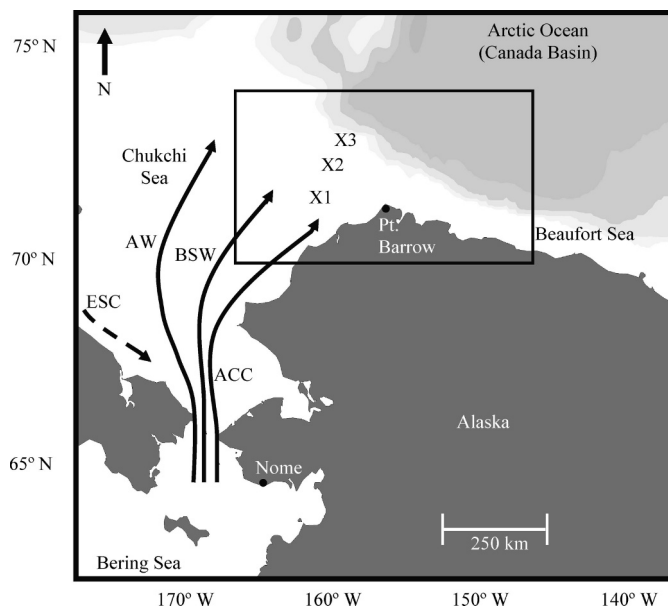 75° N
Arctic Ocean
(Canada Basin)
N
X3
Chukchi
Sea
X2
X1
AW
BSW
Pt.
Barrow
Beaufort Sea
70° N
ESC
ACC
Alaska
65° N
Nome
250 km
Bering Sea
170° W
160° W
150° W
140° W